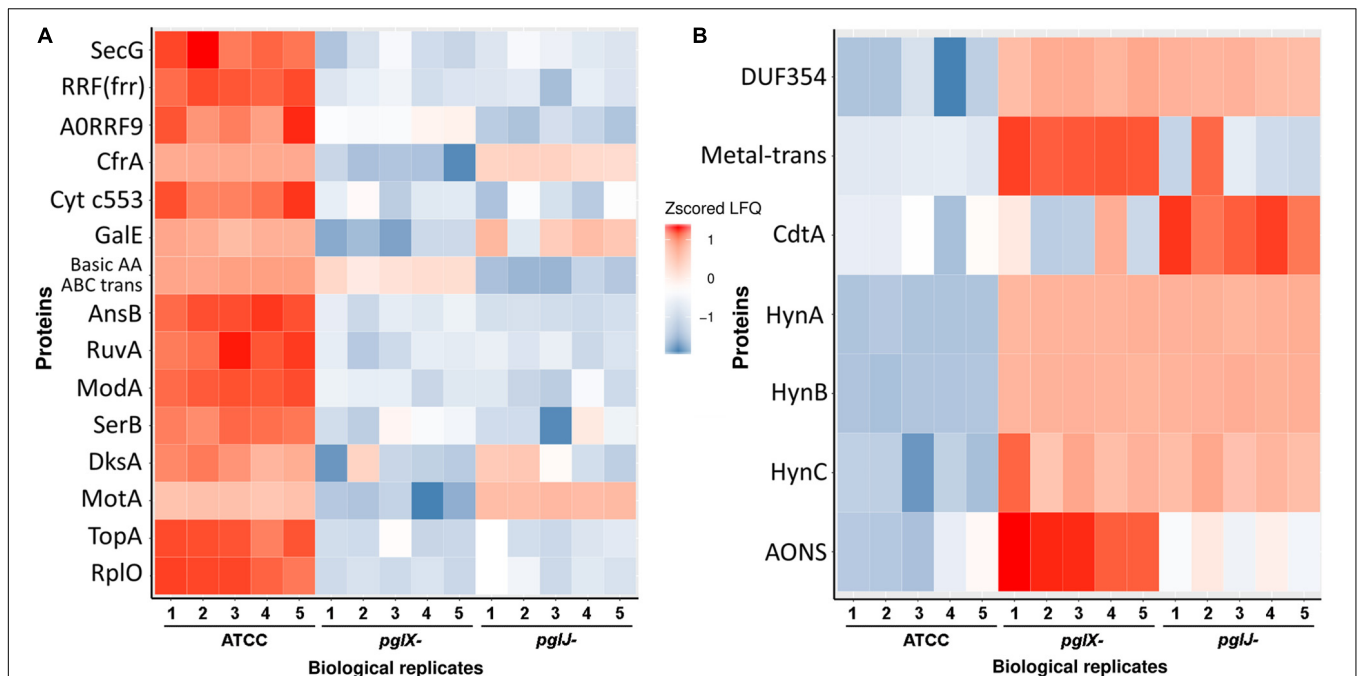 A
SecG
RRF(frr)
A0RRF9
CfrA
Cyt c553
GalE
Basic AA
ABC trans
AnsB
RuvA
ModA
SerB
DksA
MotA
TopA
RplO
Proteins
1 2 3 4 5 1 2 3 4 5 1 2 3 4 5
ATCC pglX- pglJ-
Biological replicates
Zscored LFQ
1
0
−1
B
DUF354
Metal-trans
CdtA
HynA
HynB
HynC
AONS
Proteins
1 2 3 4 5 1 2 3 4 5 1 2 3 4 5
ATCC pglX- pglJ-
Biological replicates